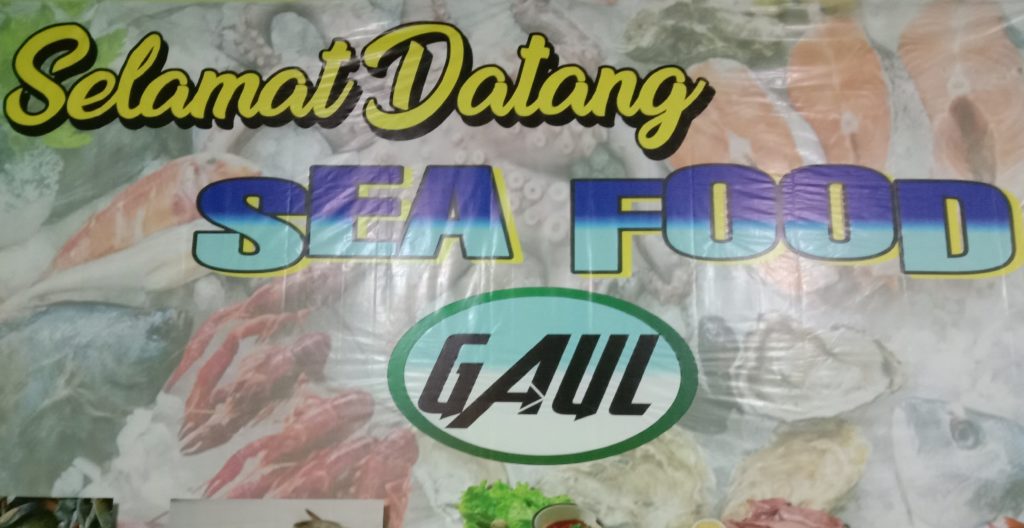 Selamat Datang
SEA FOOD
GAUL